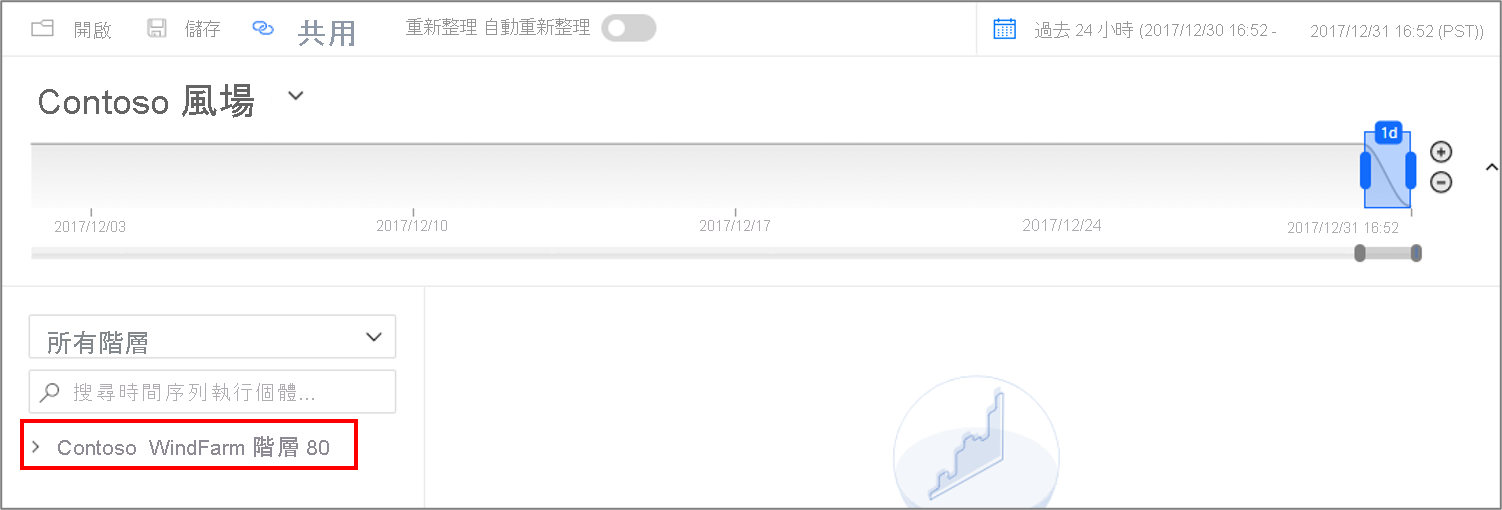 開啟 儲存 共用 重新整理 自動重新整理 過去 24 小時 (2017/12/30 16:52 - 2017/12/31 16:52 (PST))
Contoso 風場
1d
2017/12/03 2017/12/10 2017/12/17 2017/12/24 2017/12/31 16:52
所有階層
搜尋時間序列執行個體...
Contoso WindFarm 階層 80